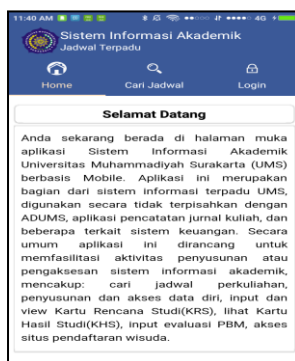 11:40 AM
4G
Sistem Informasi Akademik
Jadwal Terpadu
Home
Cari Jadwal
Login
Selamat Datang
Anda sekarang berada di halaman muka
aplikasi Sistem Informasi Akademik
Universitas Muhammadiyah Surakarta (UMS)
berbasis Mobile. Aplikasi ini merupakan
bagian dari sistem informasi terpadu UMS,
digunakan secara tidak terpisahkan dengan
ADUMS, aplikasi pencatatan jurnal kuliah, dan
beberapa terkait sistem keuangan. Secara
umum aplikasi ini dirancang untuk
memfasilitasi aktivitas penyusunan atau
pengaksesan sistem informasi akademik,
mencakup: cari jadwal perkuliahan,
penyusunan dan akses data diri, input dan
view Kartu Rencana Studi(KRS), lihat Kartu
Hasil Studi(KHS), input evaluasi PBM, akses
situs pendaftaran wisuda.